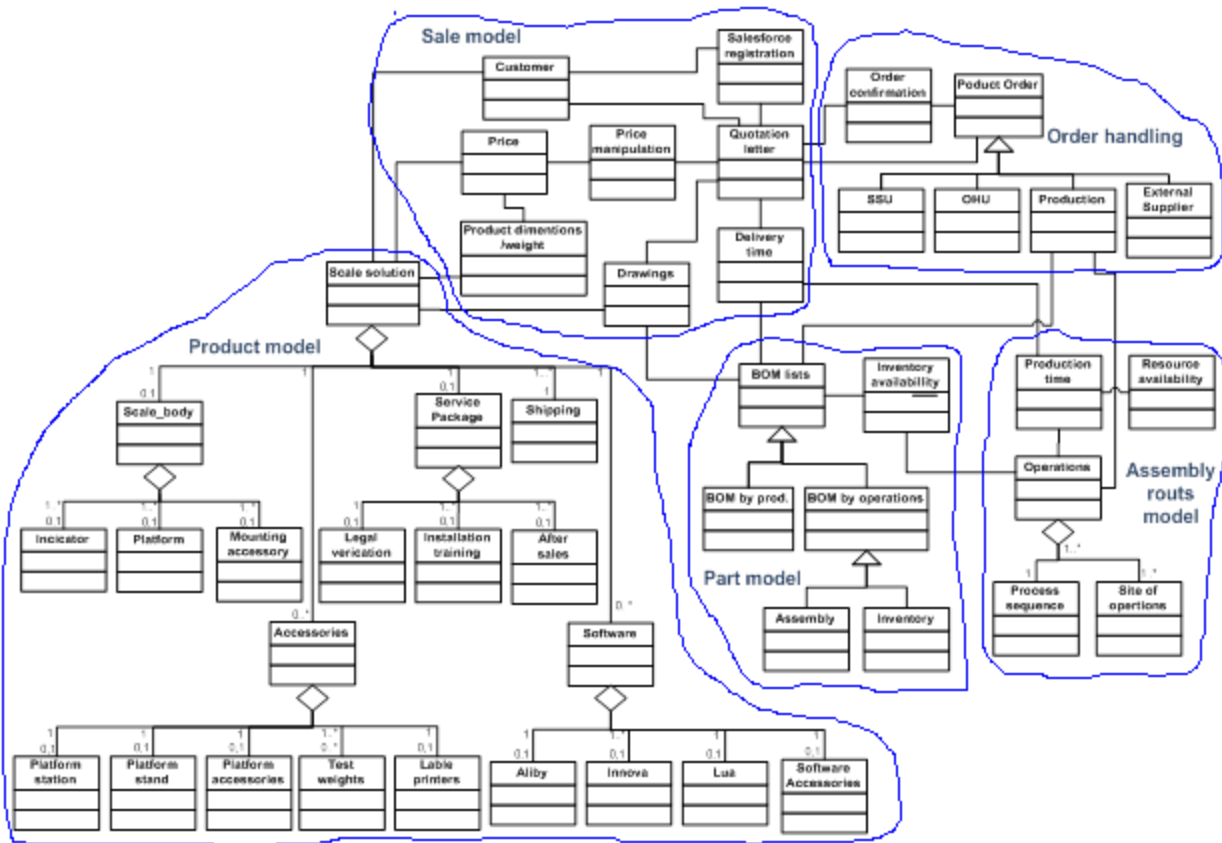 Sale model
Salesforce
registration
Customer
Order
confirmation
Poduct Order
Order handling
Price
Price
manipulation
Quotation
letter
SSU
OHU
Production
External
Supplier
Product dimentions
/weight
Delivery
time
Scale solution
Drawings
Product model
BOM lists
Inventory
availability
Production
time
Resource
availability
1
1
0,1
1..*
1
0,1
1
Scale_body
Service
Package
Shipping
Operations
Assembly
routs
model
BOM by prod.
BOM by operations
1..*
0,1
1..*
0,1
1..*
0,1
1
0,1
1..*
0,1
1..*
0,1
Incicator
Platform
Mounting
accessory
Legal
verication
Installation
training
After
sales
1..*
1
1..*
Part model
Process
sequence
Site of
opertions
0..*
0..*
Accessories
Software
Assembly
Inventory
1
0,1
1
0,1
1
0,1
1..*
0..*
1
0,1
1
0,1
1..*
0,1
1
0,1
1
0,1
Platform
station
Platform
stand
Platform
accessories
Test
weights
Lable
printers
Aliby
Innova
Lua
Software
Accessories